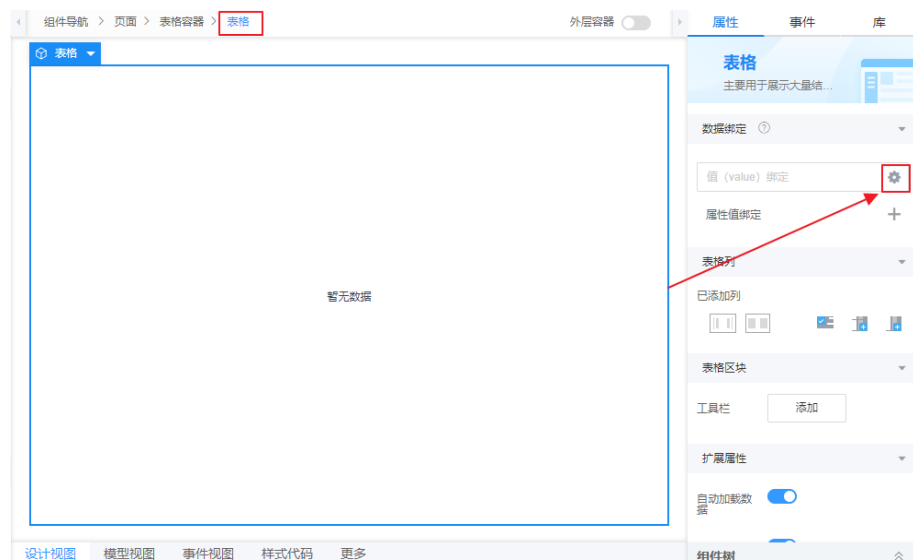 组件导航 > 页面 > 表格容器 > 表格
外层容器
属性 事件 库
表格
表格
主要用于展示大量结...
数据绑定 ?
值（value）绑定
属性值绑定
表格列
暂无数据
已添加列
表格区块
工具栏 添加
扩展属性
自动加载数据
设计视图 模型视图 事件视图 样式代码 更多
组件树